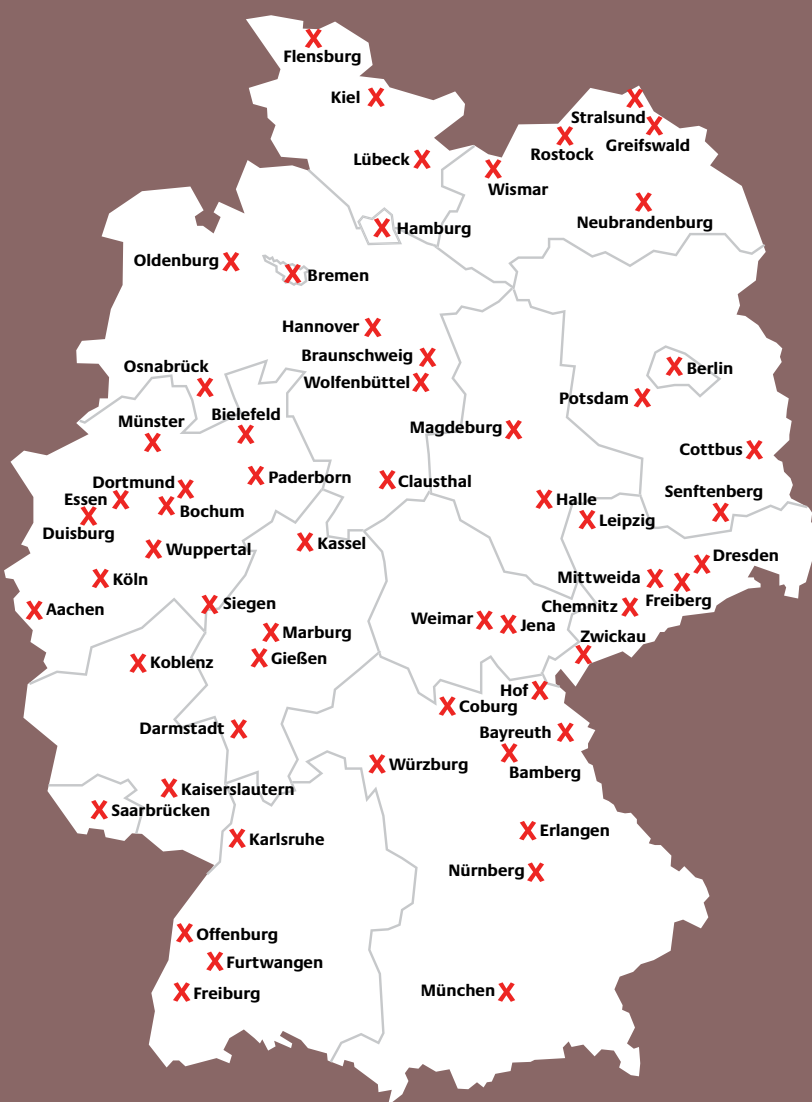 Flensburg
Kiel
Stralsund
Greifswald
Rostock
Lübeck
Wismar
Neubrandenburg
Hamburg
Oldenburg
Bremen
Hannover
Braunschweig
Osnabrück
Berlin
Wolfenbüttel
Potsdam
Bielefeld
Münster
Magdeburg
Cottbus
Paderborn
Clausthal
Dortmund
Senftenberg
Essen
Halle
Bochum
Leipzig
Duisburg
Kassel
Wuppertal
Dresden
Köln
Mittweida
Freiberg
Siegen
Chemnitz
Aachen
Weimar
Jena
Marburg
Zwickau
Gießen
Koblenz
Hof
Coburg
Darmstadt
Bayreuth
Würzburg
Bamberg
Kaiserslautern
Saarbrücken
Erlangen
Karlsruhe
Nürnberg
Offenburg
Furtwangen
München
Freiburg